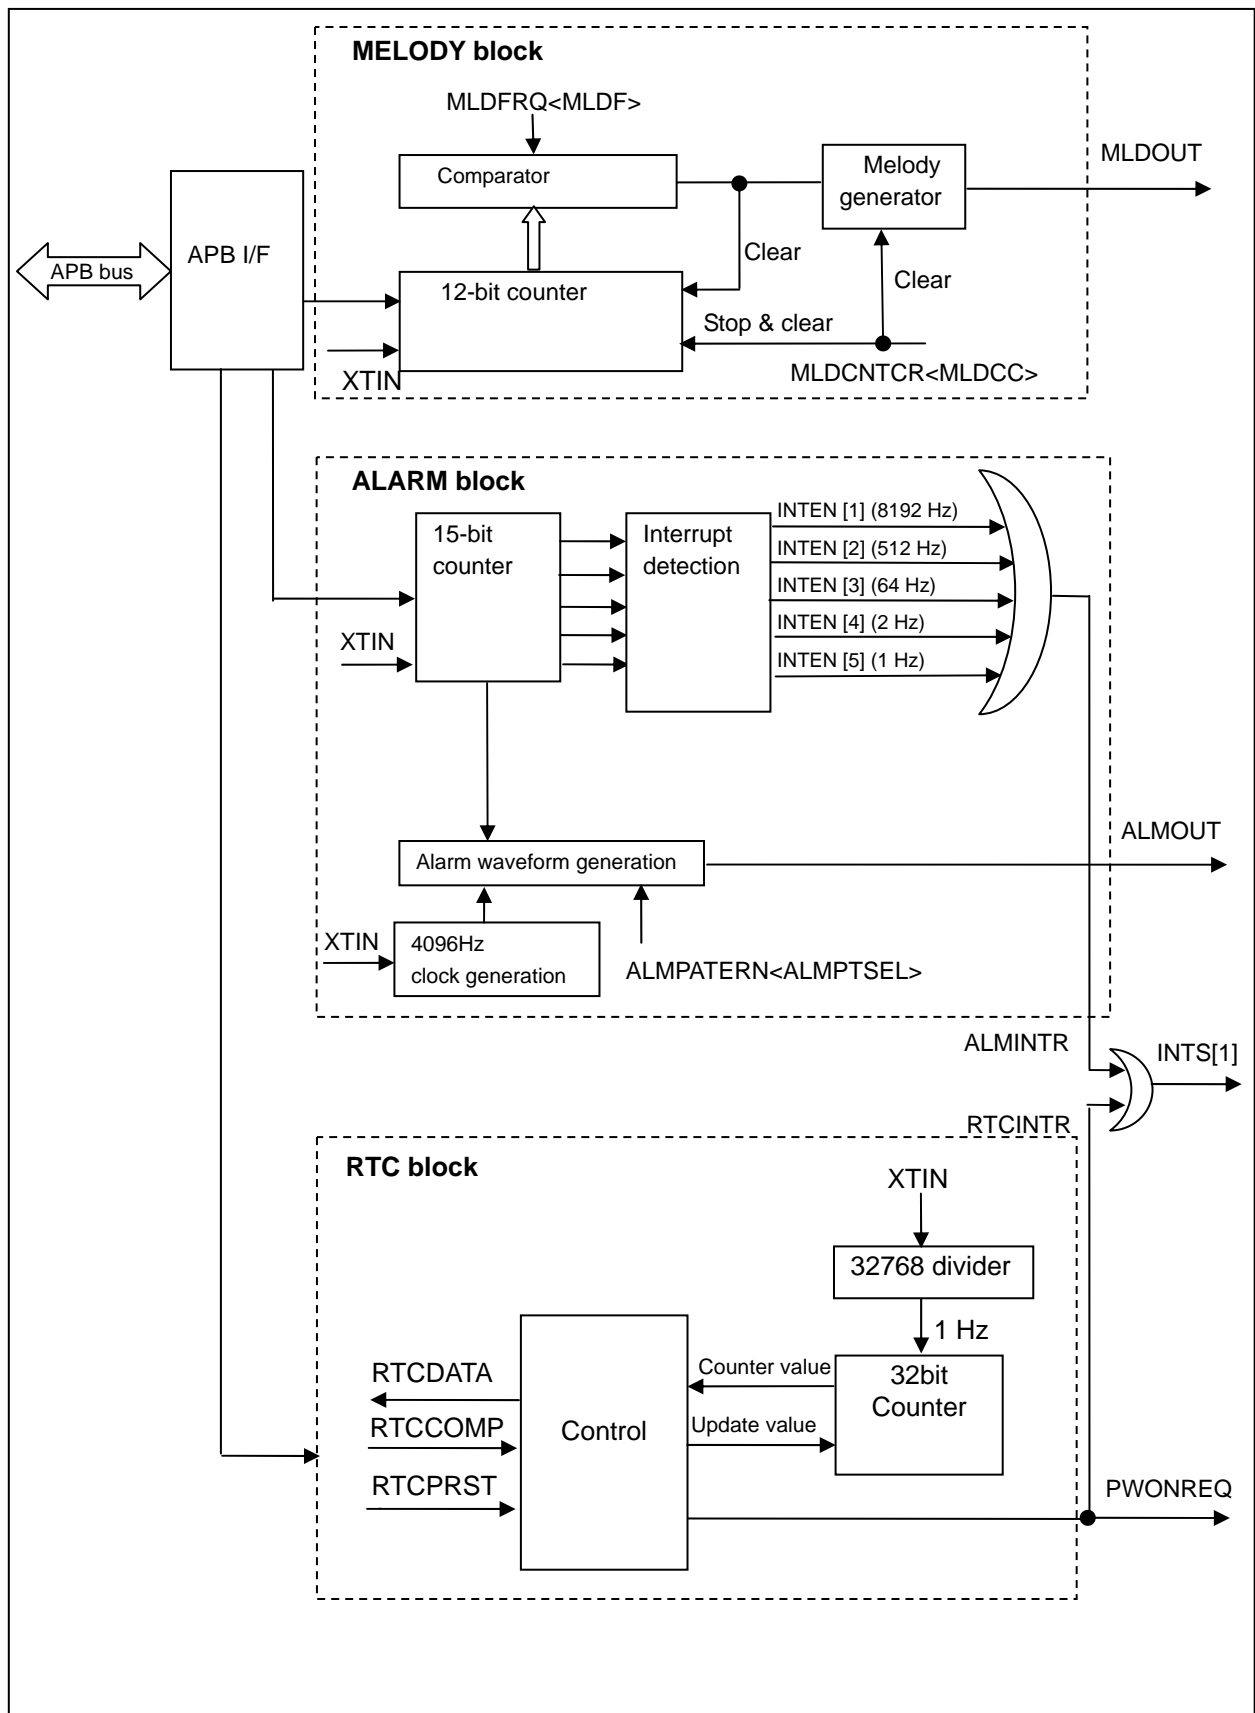 MELODY block
MLDFRQ<MLDF>
Comparator
Melody
generator
MLDOUT
APB bus
APB I/F
12-bit counter
Clear
Clear
Stop & clear
XTIN
MLDCNTCR<MLDCC>
ALARM block
15-bit
counter
Interrupt
detection
INTEN [1] (8192 Hz)
INTEN [2] (512 Hz)
INTEN [3] (64 Hz)
INTEN [4] (2 Hz)
INTEN [5] (1 Hz)
XTIN
Alarm waveform generation
ALMOUT
XTIN
4096Hz
clock generation
ALMPATERN<ALMPTSEL>
ALMINTR
INTS[1]
RTCINTR
RTC block
XTIN
32768 divider
1 Hz
RTCDATA
RTCCOMP
RTCPRST
Control
Counter value
Update value
32bit
Counter
PWONREQ